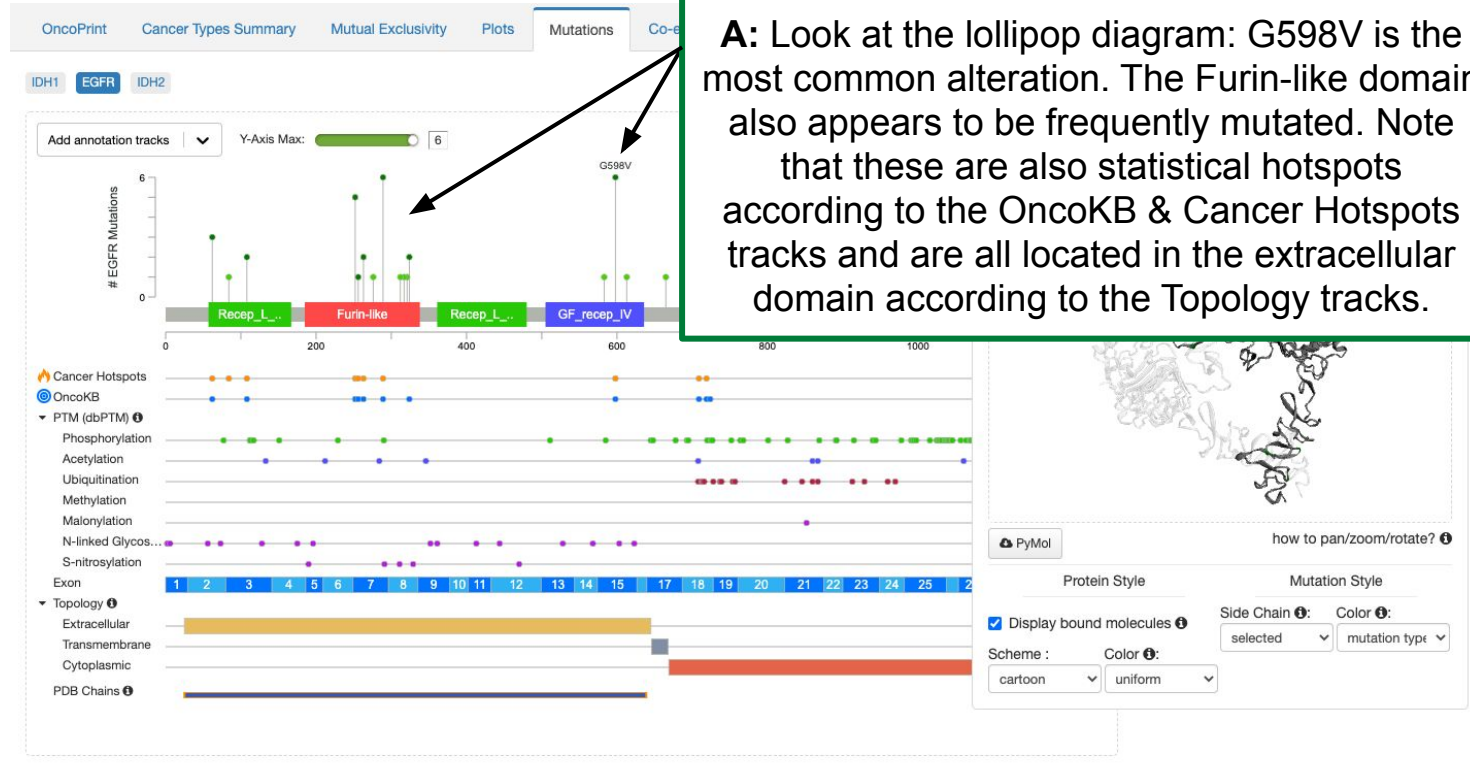 OncoPrint Cancer Types Summary Mutual Exclusivity Plots Mutations Co-e
A: Look at the lollipop diagram: G598V is the
most common alteration. The Furin-like domain
also appears to be frequently mutated. Note
that these are also statistical hotspots
according to the OncoKB & Cancer Hotspots
tracks and are all located in the extracellular
domain according to the Topology tracks.
IDH1 EGFR IDH2
Add annotation tracks Y-Axis Max: 6
G598V
6
# EGFR Mutations
0
Recep_L_.. Furin-like Recep_L_.. GF_recep_IV
0 200 400 600 800 1000
Cancer Hotspots
OncoKB
PTM (dbPTM)
Phosphorylation
Acetylation
Ubiquitination
Methylation
Malonylation
N-linked Glycos...
S-nitrosylation
Exon 1 2 3 4 5 6 7 8 9 10 11 12 13 14 15 17 18 19 20 21 22 23 24 25 2
Topology
Extracellular
Transmembrane
Cytoplasmic
PDB Chains
PyMol how to pan/zoom/rotate?
Protein Style Mutation Style
Display bound molecules
Side Chain : Color :
selected mutation type
Scheme : Color :
cartoon uniform